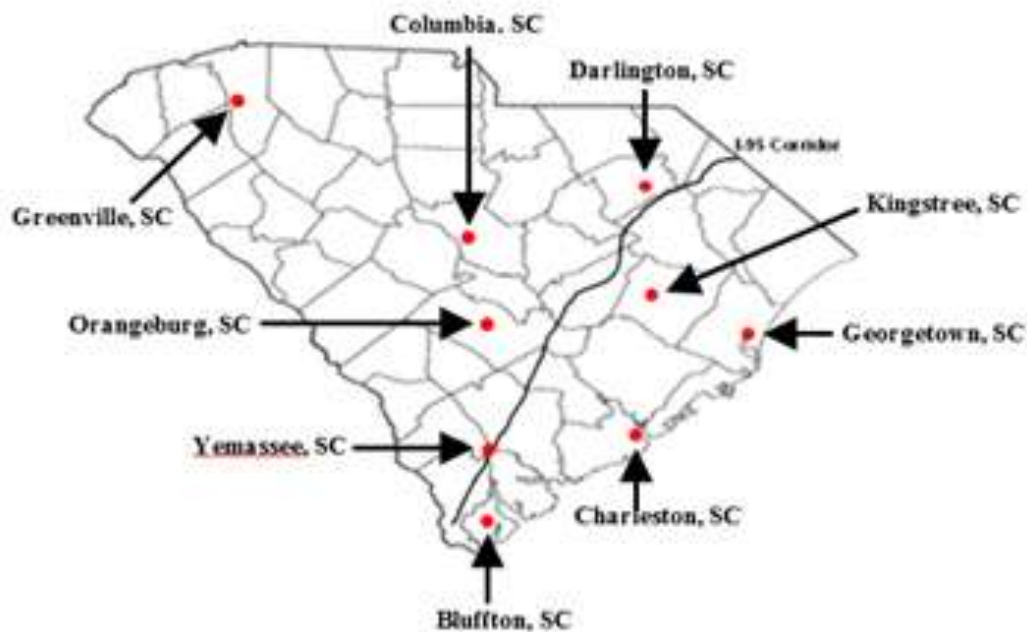 Columbia. SC
Darlington, SC
I-95 Corridor
Greenville, SC
Kingstree, SC
Orangeburg, SC
Georgetown, SC
Yemassee, SC
Charleston, SC
Bluffton, SC